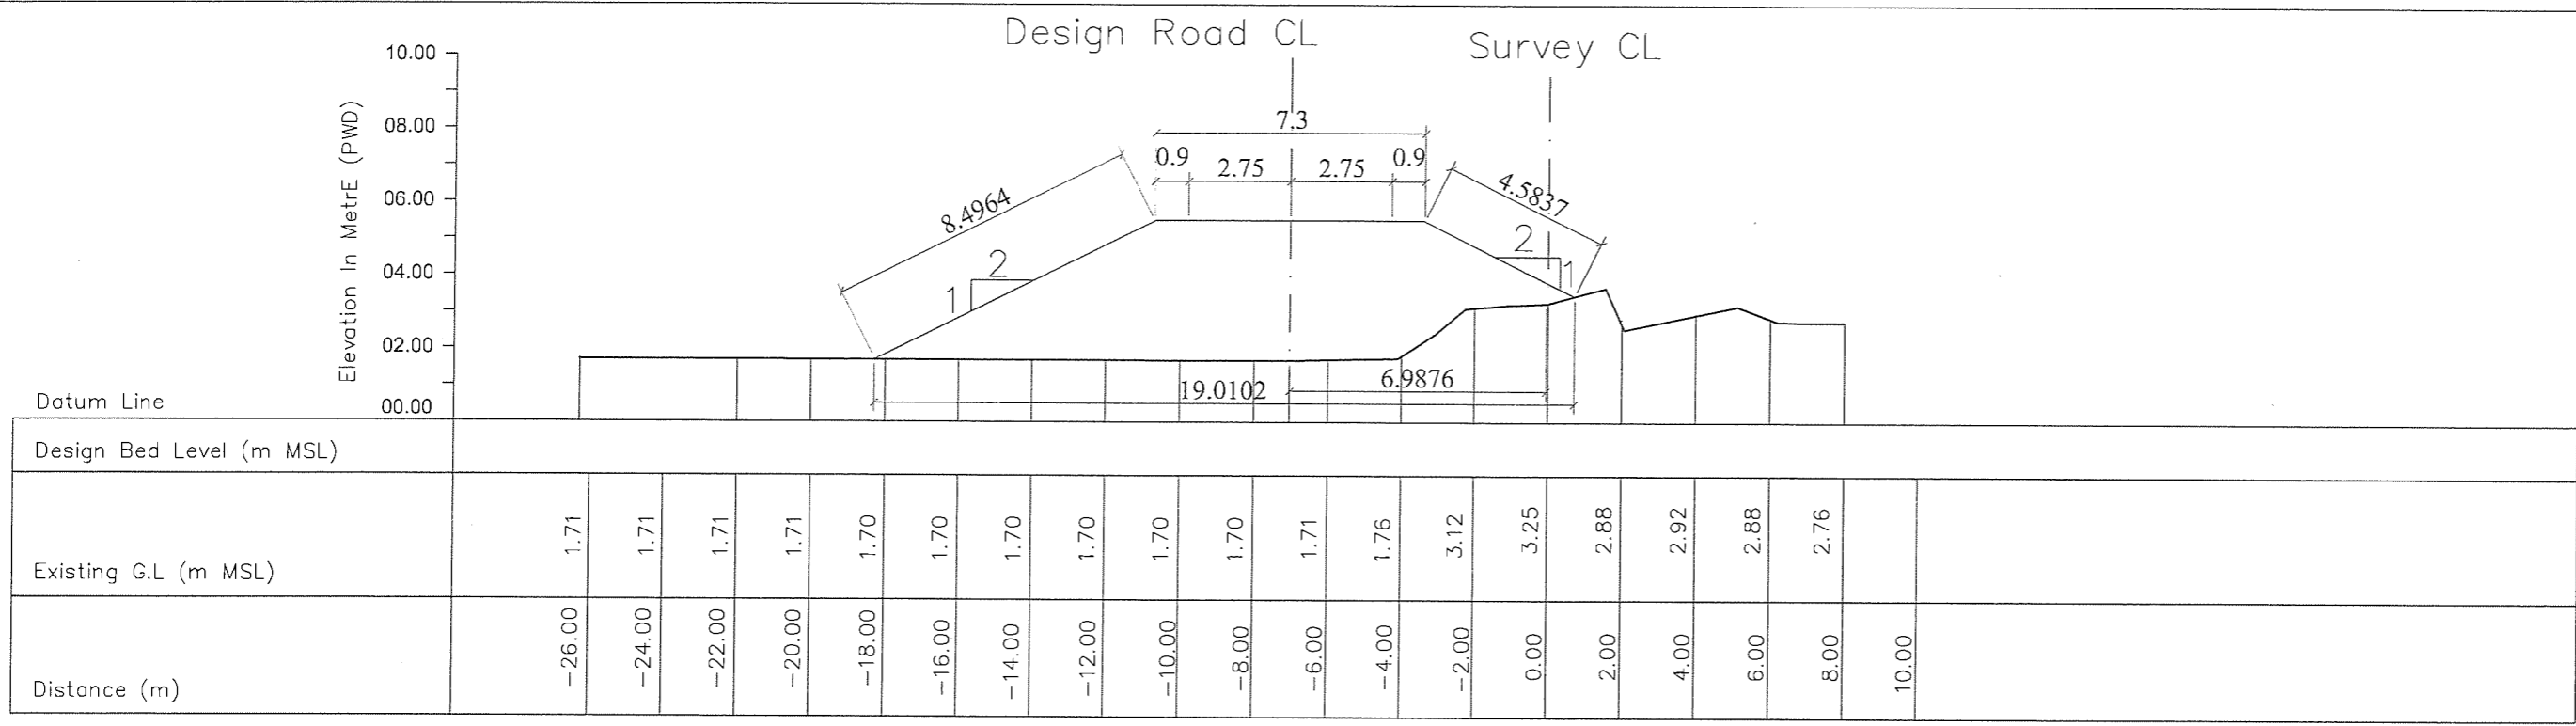 Design Road CL
Survey CL
10.00
08.00
06.00
04.00
02.00
00.00
Elevation In MetrE (PWD)
7.3
0.9
2.75
2.75
0.9
8.4964
4.5837
2
1
2
1
6.9876
19.0102
Datum Line
Design Bed Level (m MSL)
Existing G.L (m MSL)
1.71 1.71 1.71 1.71 1.70 1.70 1.70 1.70 1.70 1.70 1.71 1.76 3.12 3.25 2.88 2.92 2.88 2.76
Distance (m)
-26.00 -24.00 -22.00 -20.00 -18.00 -16.00 -14.00 -12.00 -10.00 -8.00 -6.00 -4.00 -2.00 0.00 2.00 4.00 6.00 8.00 10.00